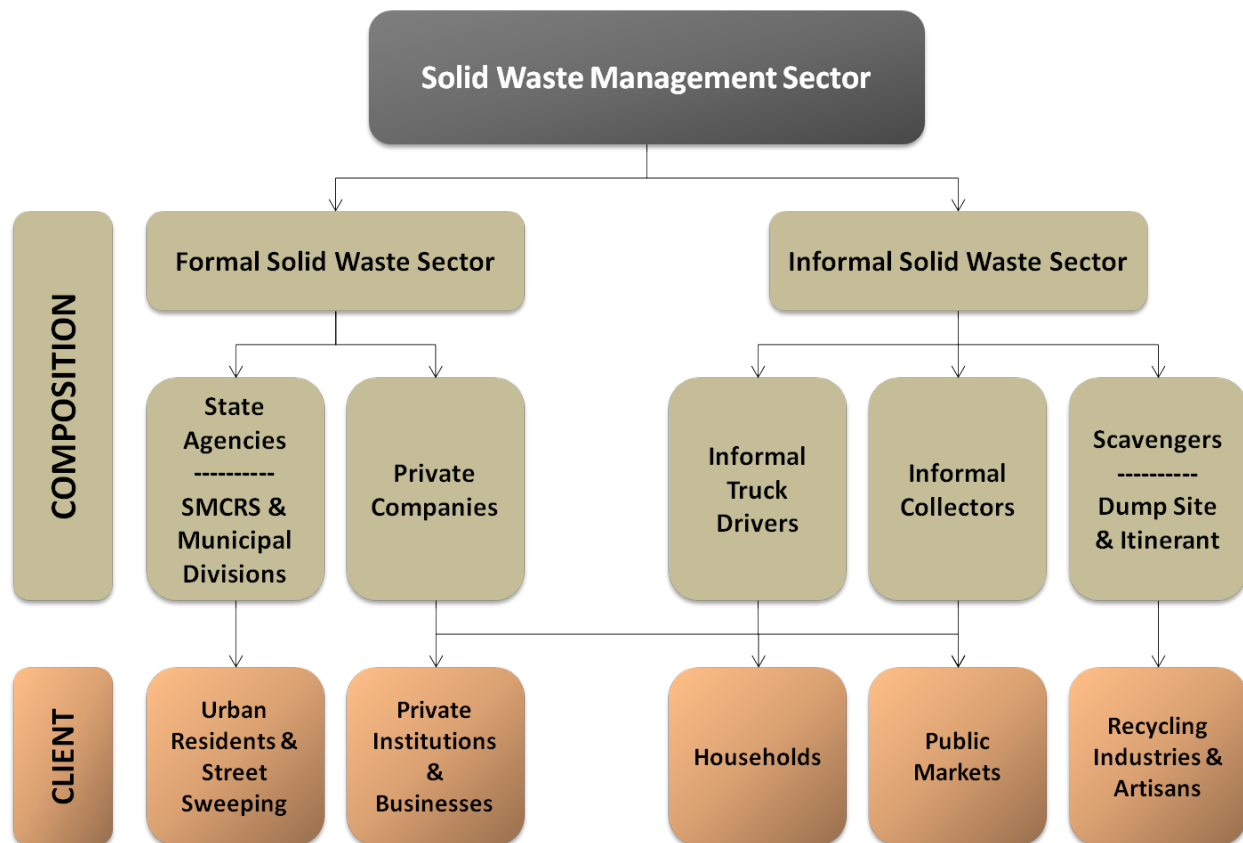 Solid Waste Management Sector
COMPOSITION
Formal Solid Waste Sector
Informal Solid Waste Sector
State
Agencies
----------
SMCRS &
Municipal
Divisions
Private
Companies
Informal
Truck
Drivers
Informal
Collectors
Scavengers
----------
Dump Site
& Itinerant
CLIENT
Urban
Residents &
Street
Sweeping
Private
Institutions
&
Businesses
Households
Public
Markets
Recycling
Industries &
Artisans